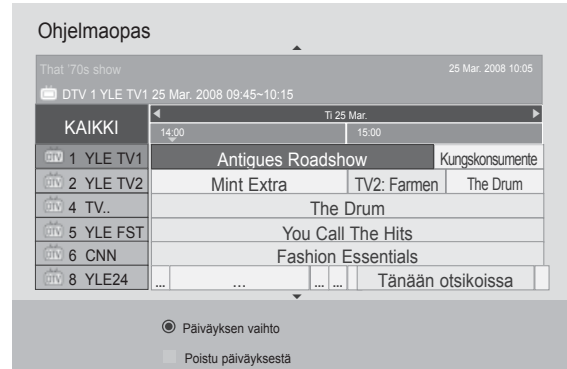 Ohjelmaopas
That '70s show 25 Mar. 2008 10:05
DTV 1 YLE TV1 25 Mar. 2008 09:45~10:15
KAIKKI
Ti 25 Mar.
14:00 15:00
DTV 1 YLE TV1 Antigues Roadshow Kungskonsumente
DTV 2 YLE TV2 Mint Extra TV2: Farmen The Drum
DTV 4 TV.. The Drum
DTV 5 YLE FST You Call The Hits
DTV 6 CNN Fashion Essentials
DTV 8 YLE24 ... ... ... ... Tänään otsikoissa
Päiväyksen vaihto
Poistu päiväyksestä